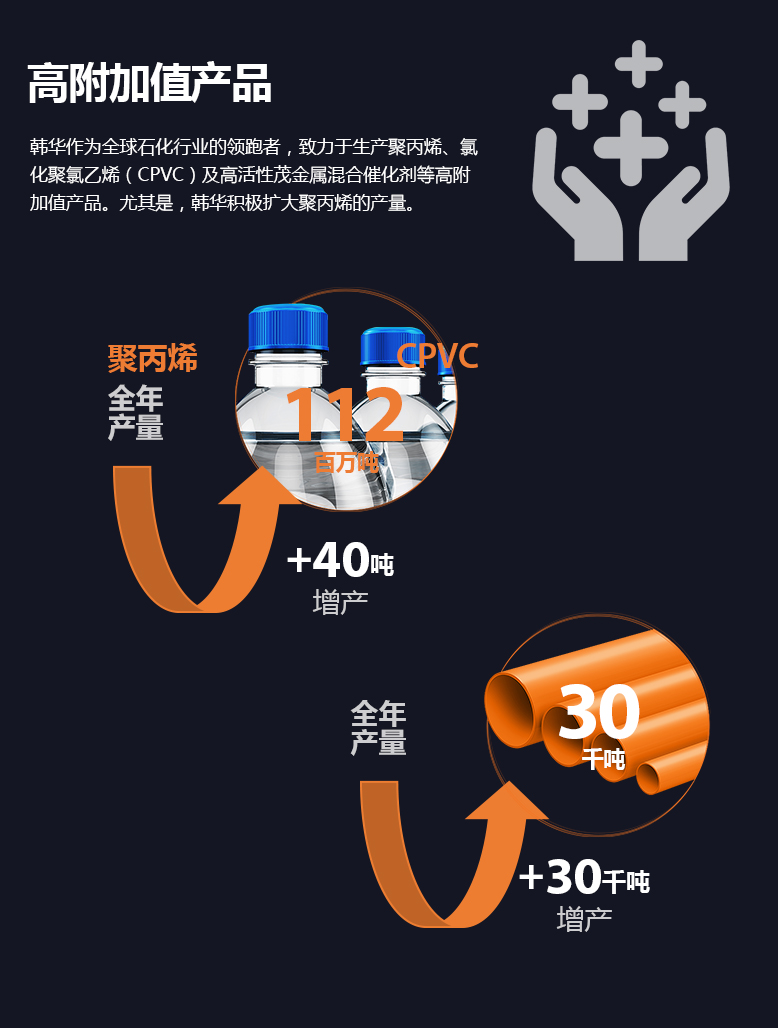 高附加值产品
韩华作为全球石化行业的领跑者，致力于生产聚丙烯、氯
化聚氯乙烯（CPVC）及高活性茂金属混合催化剂等高附
加值产品。尤其是，韩华积极扩大聚丙烯的产量。
聚丙烯
全年
产量
112
百万吨
+40吨
增产
CPVC
全年
产量
30
千吨
+30千吨
增产